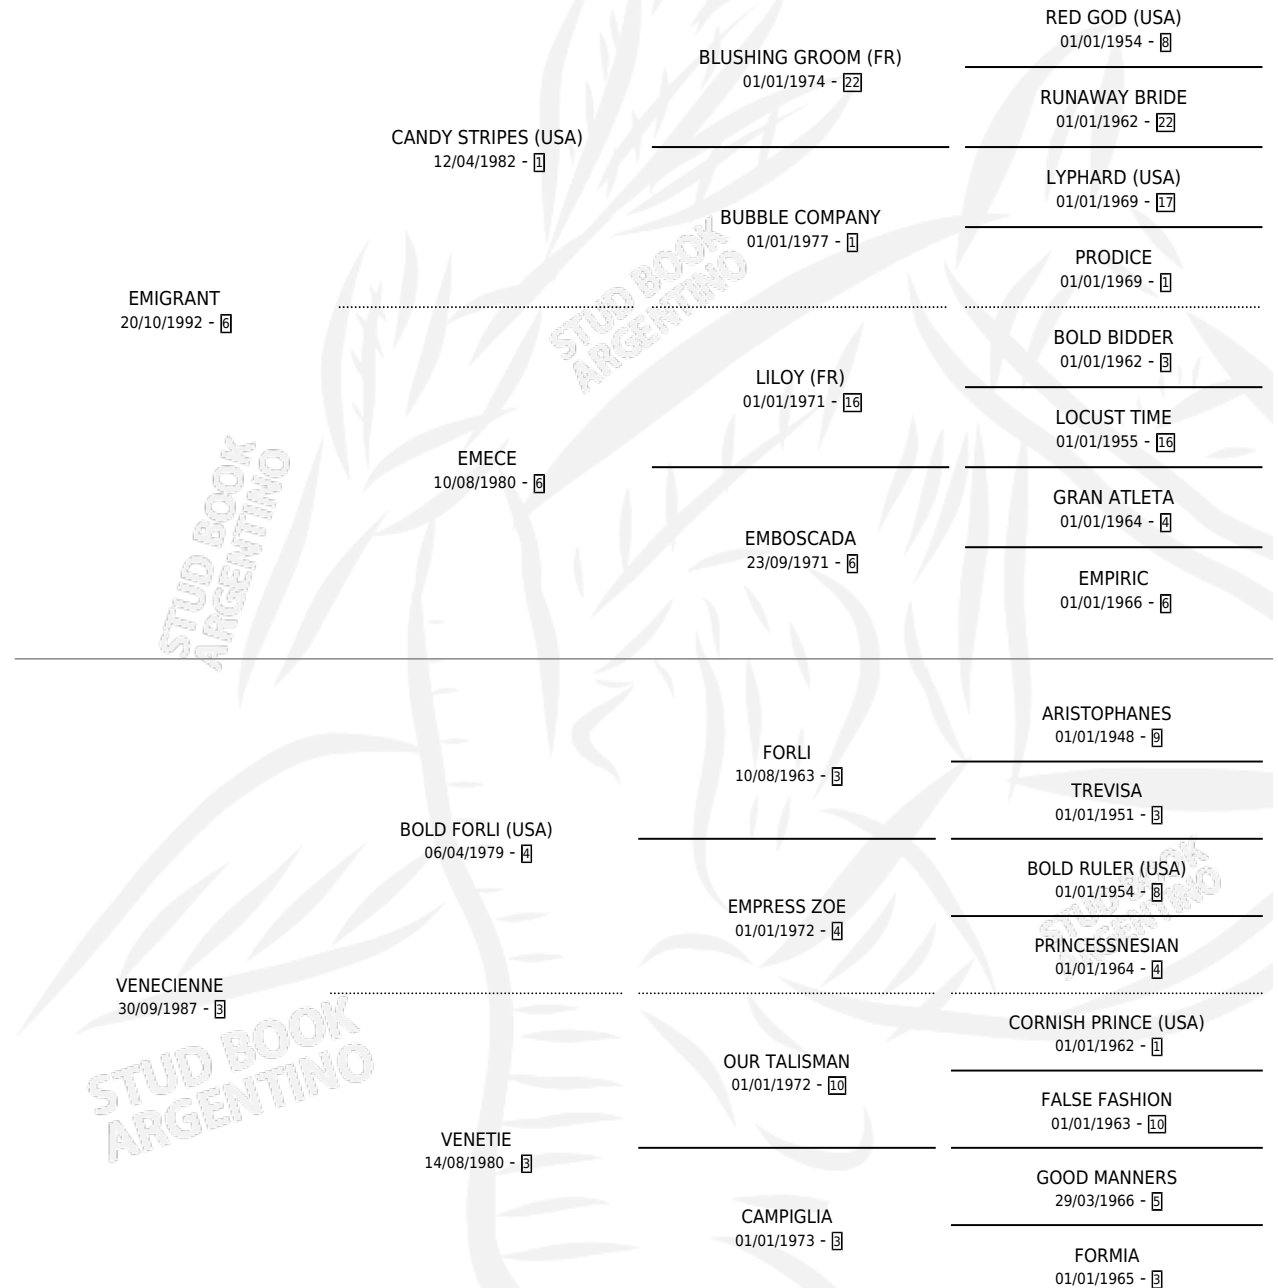 RED GOD (USA)
01/01/1954 - 8
BLUSHING GROOM (FR)
01/01/1974 - 22
RUNAWAY BRIDE
01/01/1962 - 22
CANDY STRIPES (USA)
12/04/1982 - 1
LYPHARD (USA)
01/01/1969 - 17
BUBBLE COMPANY
01/01/1977 - 1
PRODICE
01/01/1969 - 1
EMIGRANT
20/10/1992 - 6
BOLD BIDDER
01/01/1962 - 3
LILOY (FR)
01/01/1971 - 16
LOCUST TIME
01/01/1955 - 16
EMECE
10/08/1980 - 6
GRAN ATLETA
01/01/1964 - 4
EMBOSCADA
23/09/1971 - 6
EMPIRIC
01/01/1966 - 6
ARISTOPHANES
01/01/1948 - 9
FORLI
10/08/1963 - 3
TREVISA
01/01/1951 - 3
BOLD FORLI (USA)
06/04/1979 - 4
BOLD RULER (USA)
01/01/1954 - 8
EMPRESS ZOE
01/01/1972 - 4
PRINCESSNESIAN
01/01/1964 - 4
VENECIENNE
30/09/1987 - 3
CORNISH PRINCE (USA)
01/01/1962 - 1
OUR TALISMAN
01/01/1972 - 10
FALSE FASHION
01/01/1963 - 10
VENETIE
14/08/1980 - 3
GOOD MANNERS
29/03/1966 - 5
CAMPIGLIA
01/01/1973 - 3
FORMIA
01/01/1965 - 3
STUD BOOK
ARGENTINO
STUD BOOK
ARGENTINO
STUD BOOK
ARGENTINO
STUD BOOK
ARGENTINO